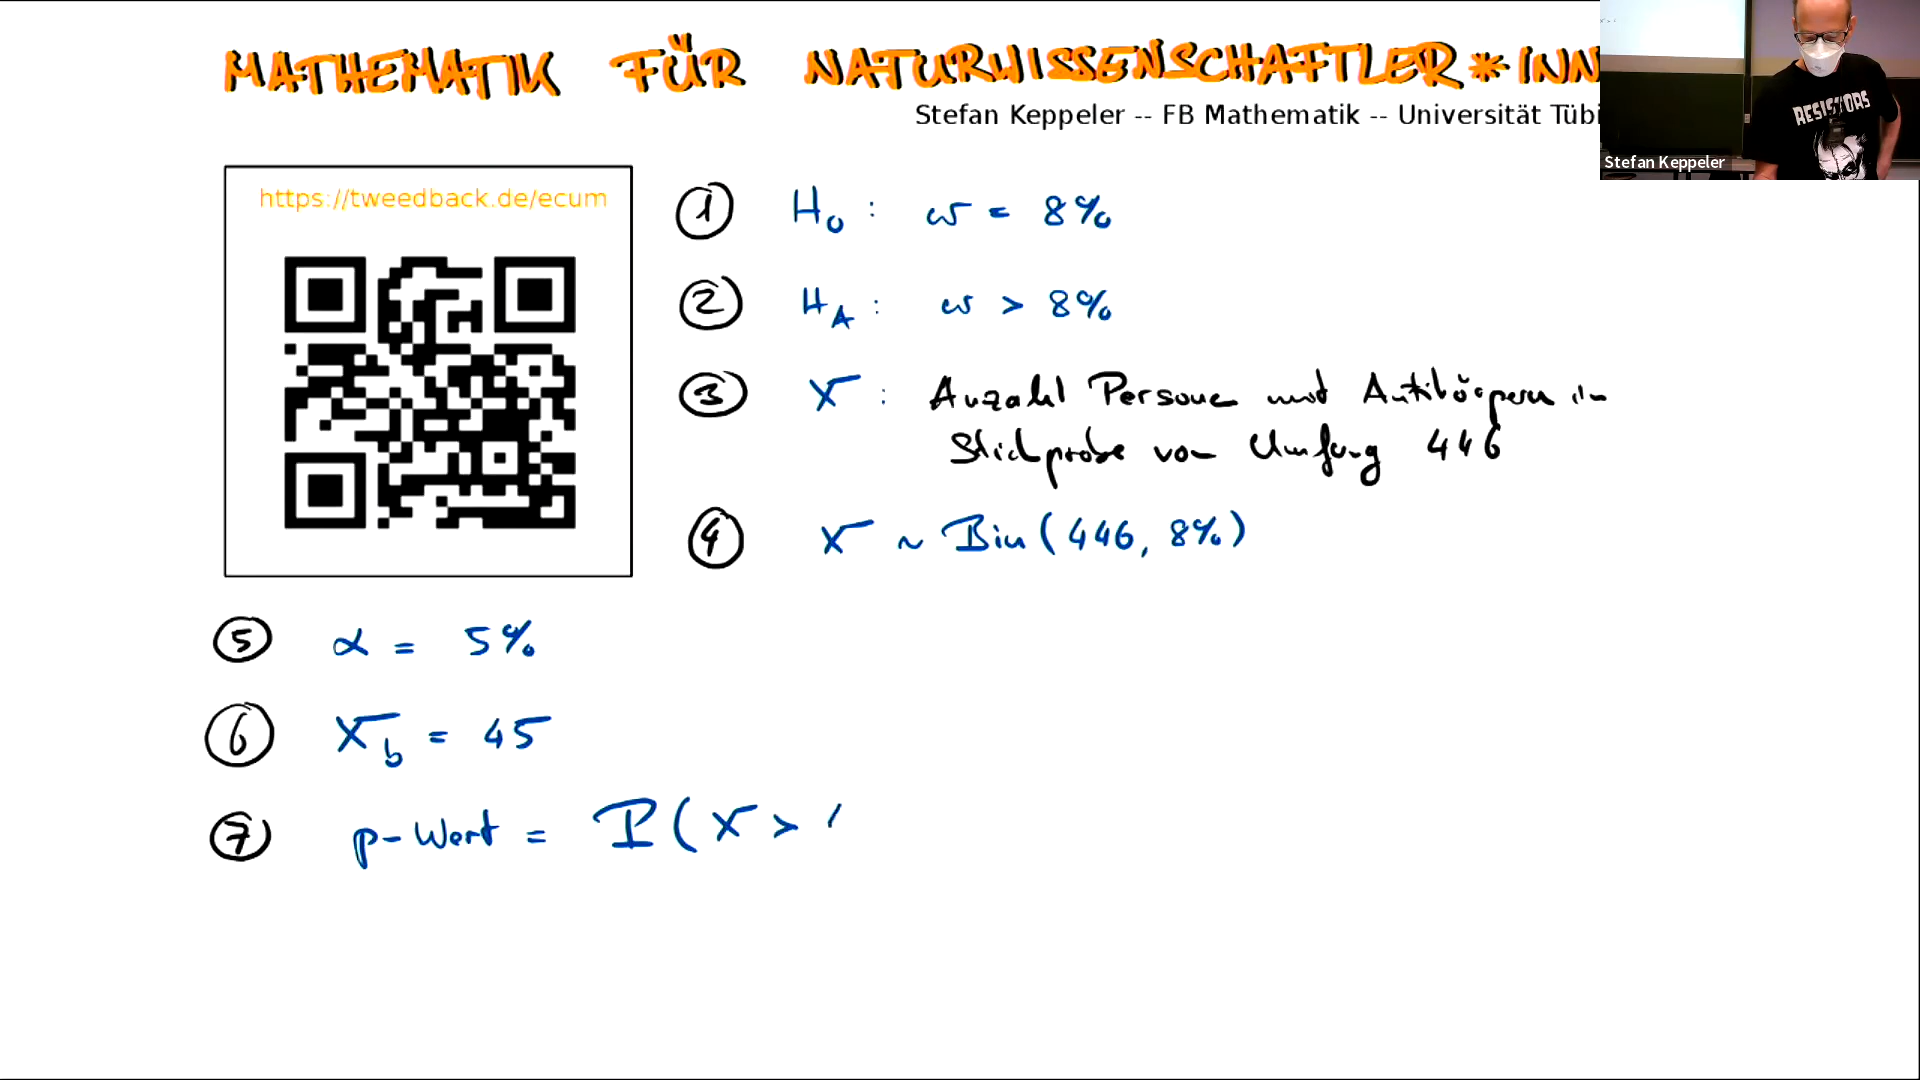 MATHEMATIK FÜR NATURWISSENSCHAFTLER*INN
Stefan Keppeler -- FB Mathematik -- Universität Tübi
RESISTORS
Stefan Keppeler
https://tweedback.de/ecum
① H₀ : ω = 8%
② H_A : ω > 8%
③ X : Anzahl Personen mit Antikörpern in
Stichprobe von Umfang 446
④ X ~ Bin(446, 8%)
⑤ α = 5%
⑥ X_b = 45
⑦ p-Wert = P(X >